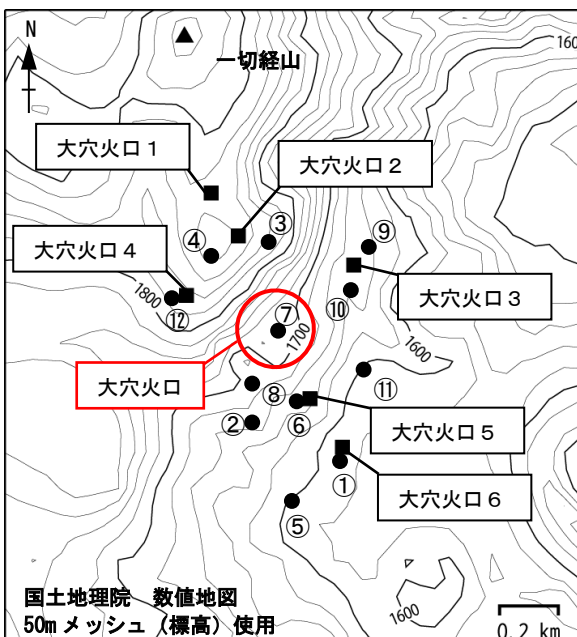 N
一切経山
1600
大穴火口１
大穴火口２
④
③
⑨
大穴火口４
1800
⑫
⑩
大穴火口３
⑦
1700
1600
大穴火口
⑧
⑪
②
⑥
大穴火口５
①
⑤
大穴火口６
国土地理院　数値地図
50mメッシュ（標高）使用
1600
0.2 km